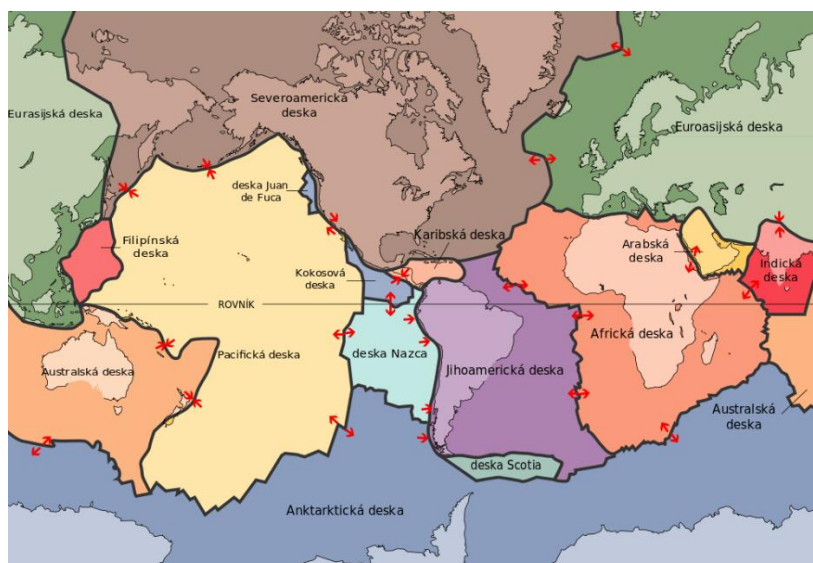 Severoamerická
deska
Eurasijská deska
Euroasijská deska
deska Juan
de Fuca
Filipínská
deska
Karibská deska
Arabská
deska
Indická
deska
Kokosová
deska
ROVNÍK
Africká deska
Pacifická deska
deska Nazca
Australská deska
Jihoamerická deska
Australská
deska
deska Scotia
Anktarktická deska